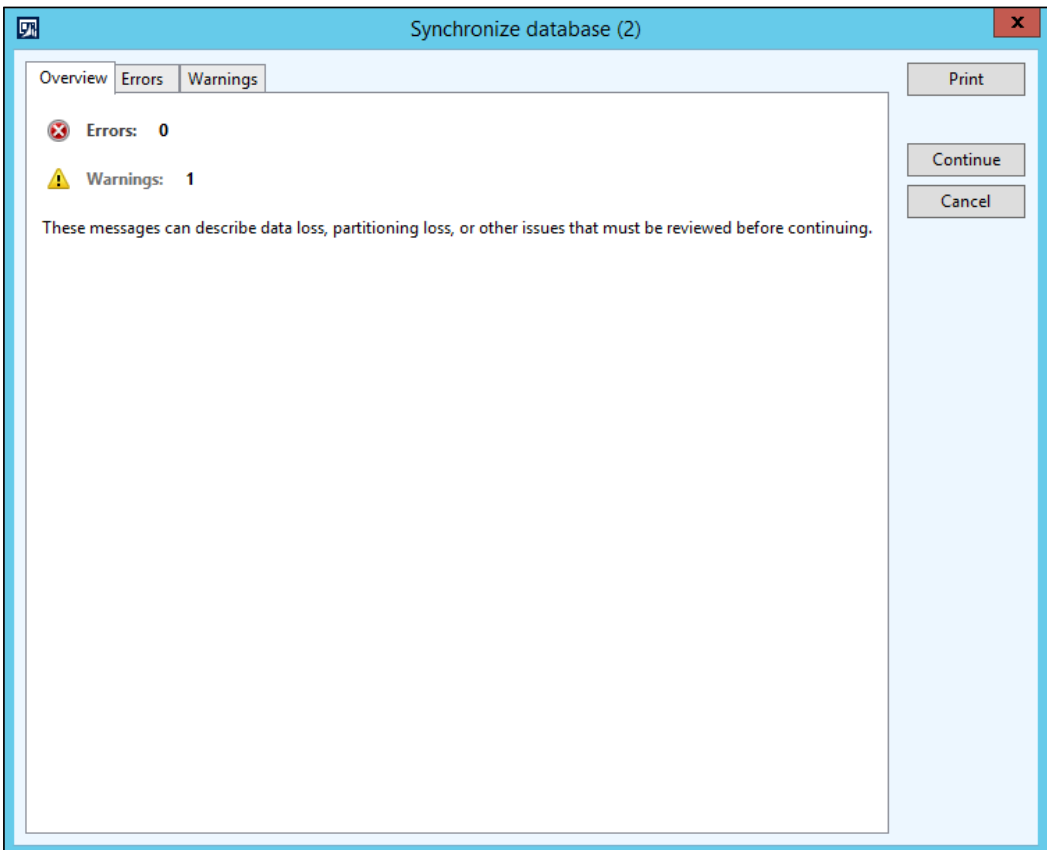 Synchronize database (2)
x
Overview Errors Warnings
Print
Errors: 0
Continue
Warnings: 1
Cancel
These messages can describe data loss, partitioning loss, or other issues that must be reviewed before continuing.